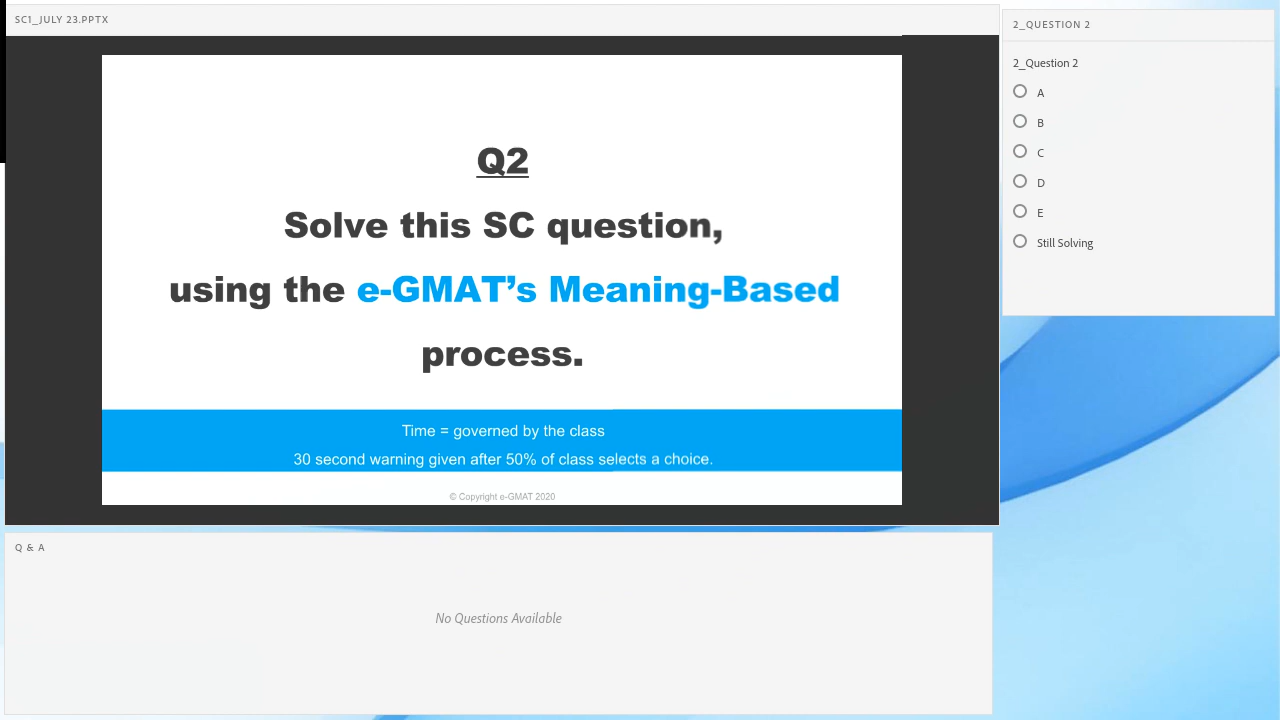 SC1_JULY 23.PPTX
Q2
Solve this SC question,
using the e-GMAT’s Meaning-Based
process.
Time = governed by the class
30 second warning given after 50% of class selects a choice.
© Copyright e-GMAT 2020
2_QUESTION 2
2_Question 2
A
B
C
D
E
Still Solving
Q & A
No Questions Available